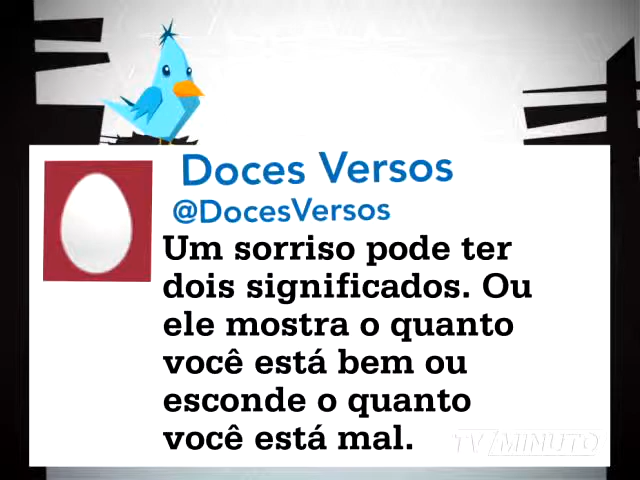 Doces Versos
@DocesVersos
Um sorriso pode ter
dois significados. Ou
ele mostra o quanto
você está bem ou
esconde o quanto
você está mal.
TV MINUTO